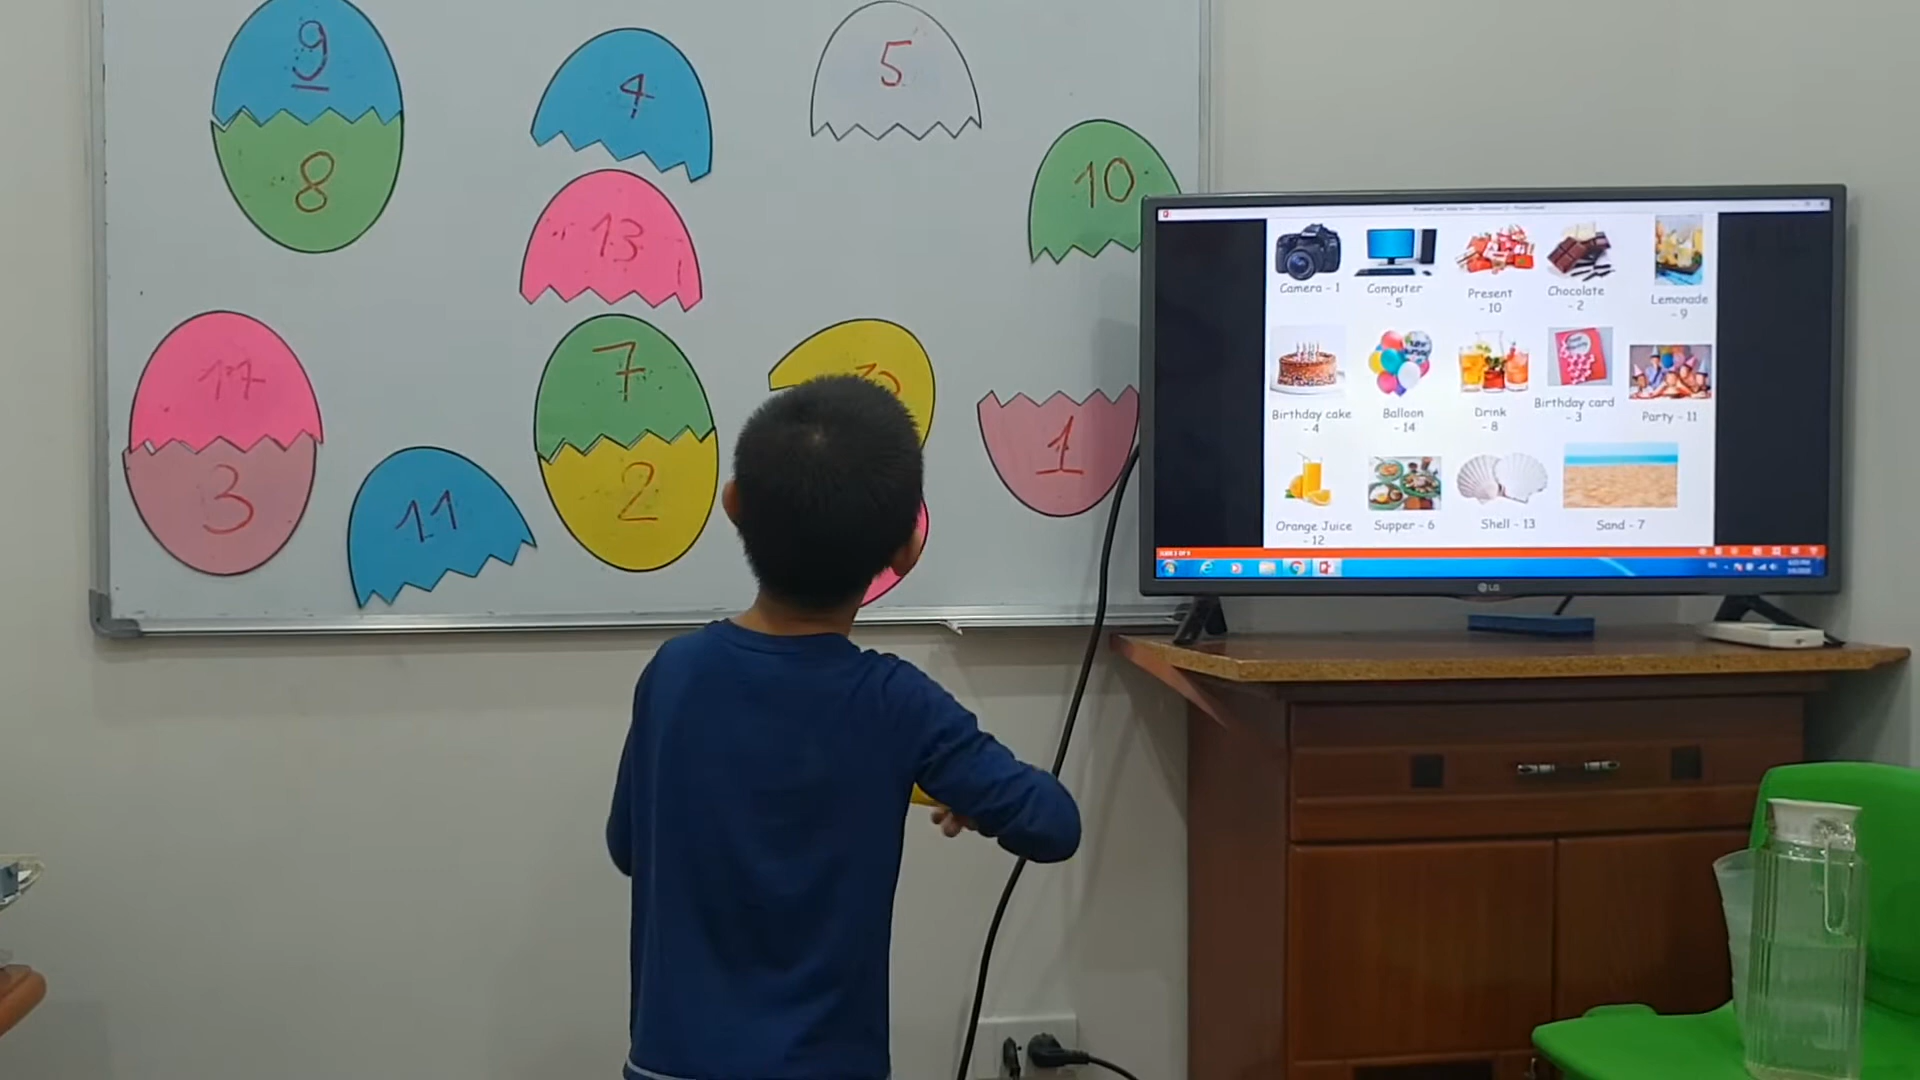 9
8
4
5
10
13
17
3
7
2
11
1
Camera - 1
Computer
- 5
Present
- 10
Chocolate
- 2
Lemonade
- 9
Birthday cake
- 4
Balloon
- 14
Drink
- 8
Birthday card
- 3
Party - 11
Orange Juice
- 12
Supper - 6
Shell - 13
Sand - 7
LG